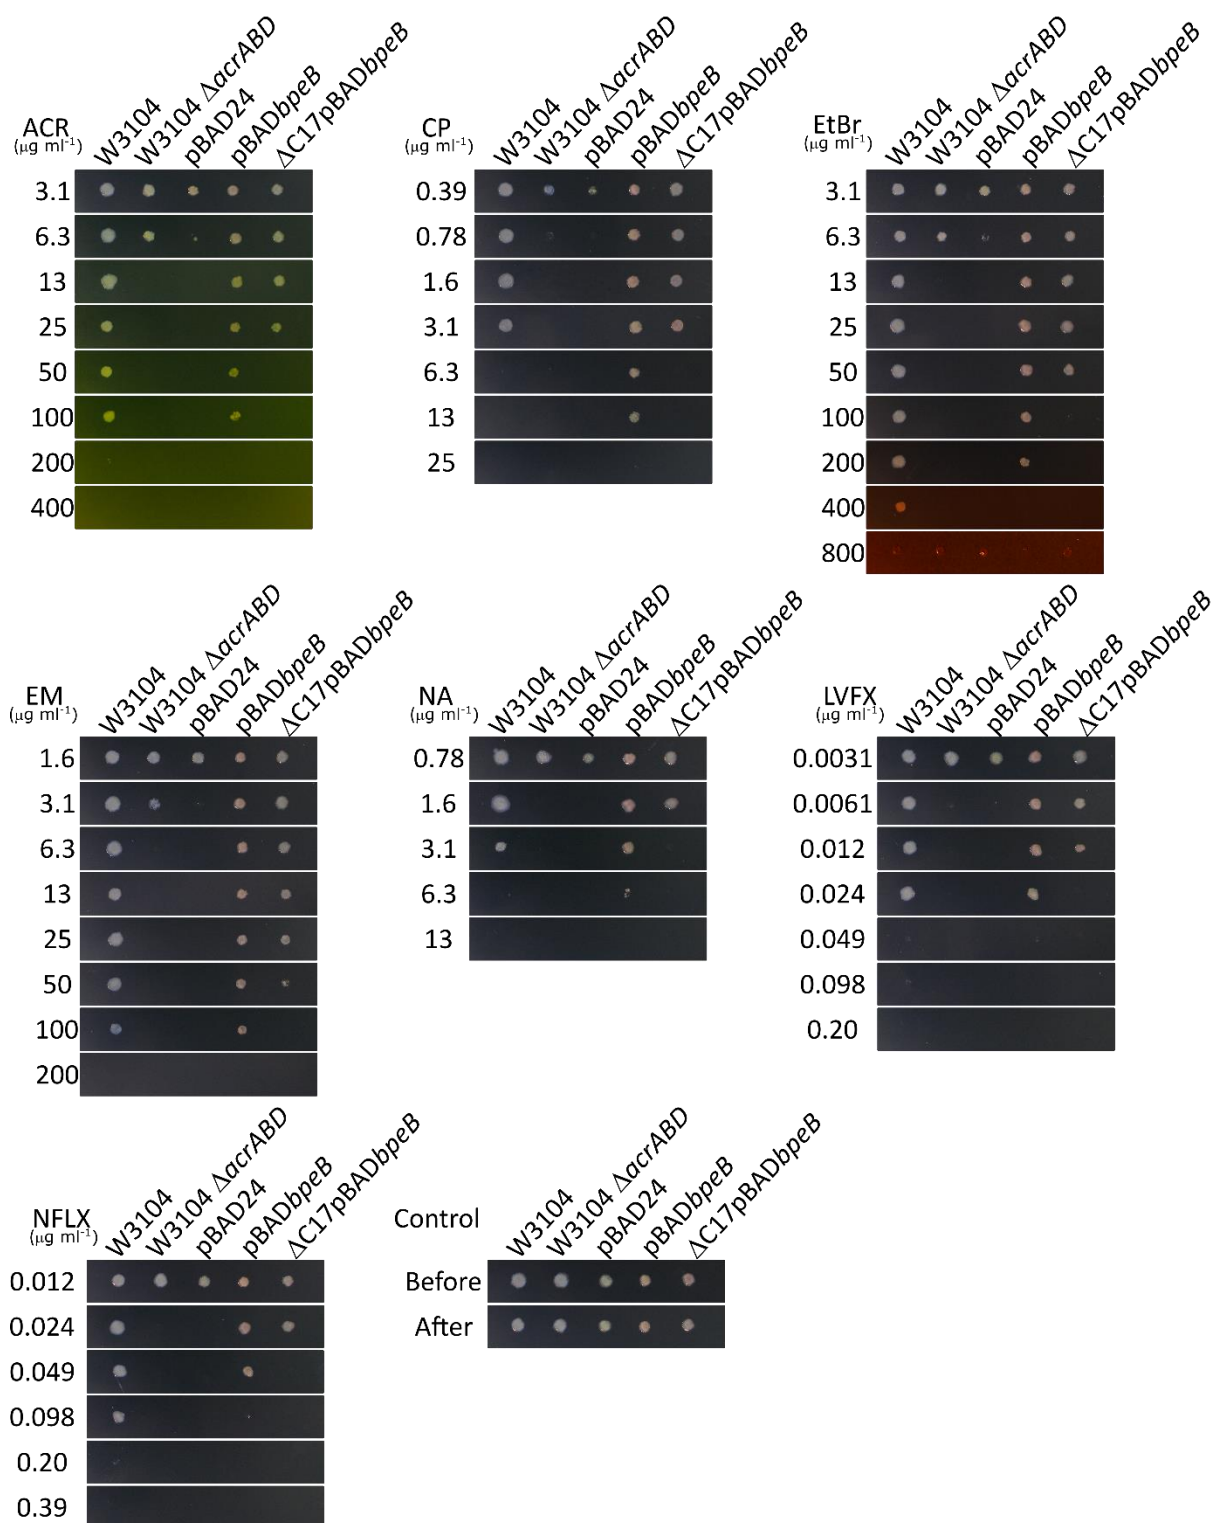 ACR
(µg ml⁻¹)
W3104
W3104 ΔacrABD
pBAD24
pBADbpeB
ΔC17pBADbpeB
3.1
6.3
13
25
50
100
200
400
CP
(µg ml⁻¹)
W3104
W3104 ΔacrABD
pBAD24
pBADbpeB
ΔC17pBADbpeB
0.39
0.78
1.6
3.1
6.3
13
25
EtBr
(µg ml⁻¹)
W3104
W3104 ΔacrABD
pBAD24
pBADbpeB
ΔC17pBADbpeB
3.1
6.3
13
25
50
100
200
400
800
EM
(µg ml⁻¹)
W3104
W3104 ΔacrABD
pBAD24
pBADbpeB
ΔC17pBADbpeB
1.6
3.1
6.3
13
25
50
100
200
NA
(µg ml⁻¹)
W3104
W3104 ΔacrABD
pBAD24
pBADbpeB
ΔC17pBADbpeB
0.78
1.6
3.1
6.3
13
LVFX
(µg ml⁻¹)
W3104
W3104 ΔacrABD
pBAD24
pBADbpeB
ΔC17pBADbpeB
0.0031
0.0061
0.012
0.024
0.049
0.098
0.20
NFLX
(µg ml⁻¹)
W3104
W3104 ΔacrABD
pBAD24
pBADbpeB
ΔC17pBADbpeB
0.012
0.024
0.049
0.098
0.20
0.39
Control
W3104
W3104 ΔacrABD
pBAD24
pBADbpeB
ΔC17pBADbpeB
Before
After